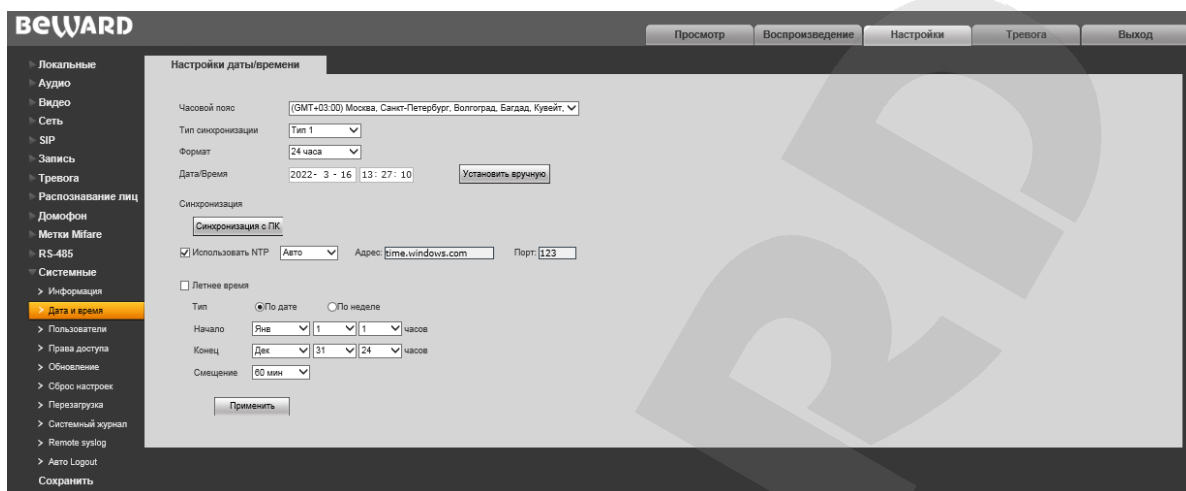 BEWARD
Просмотр Воспроизведение Настройки Тревога Выход
Локальные
Аудио
Видео
Сеть
SIP
Запись
Тревога
Распознавание лиц
Домофон
Метки Mifare
RS-485
Системные
Информация
Дата и время
Пользователи
Права доступа
Обновление
Сброс настроек
Перезагрузка
Системный журнал
Remote syslog
Авто Logout
Сохранить
Настройки даты/времени
Часовой пояс (GMT+03:00) Москва, Санкт-Петербург, Волгоград, Багдад, Кувейт,
Тип синхронизации Тип 1
Формат 24 часа
Дата/Время 2022- 3 - 16 13: 27: 10 Установить вручную
Синхронизация
Синхронизация с ПК
Использовать NTP Авто Адрес: time.windows.com Порт: 123
Летнее время
Тип По дате По неделе
Начало Янв 1 1 часов
Конец Дек 31 24 часов
Смещение 60 мин
Применить